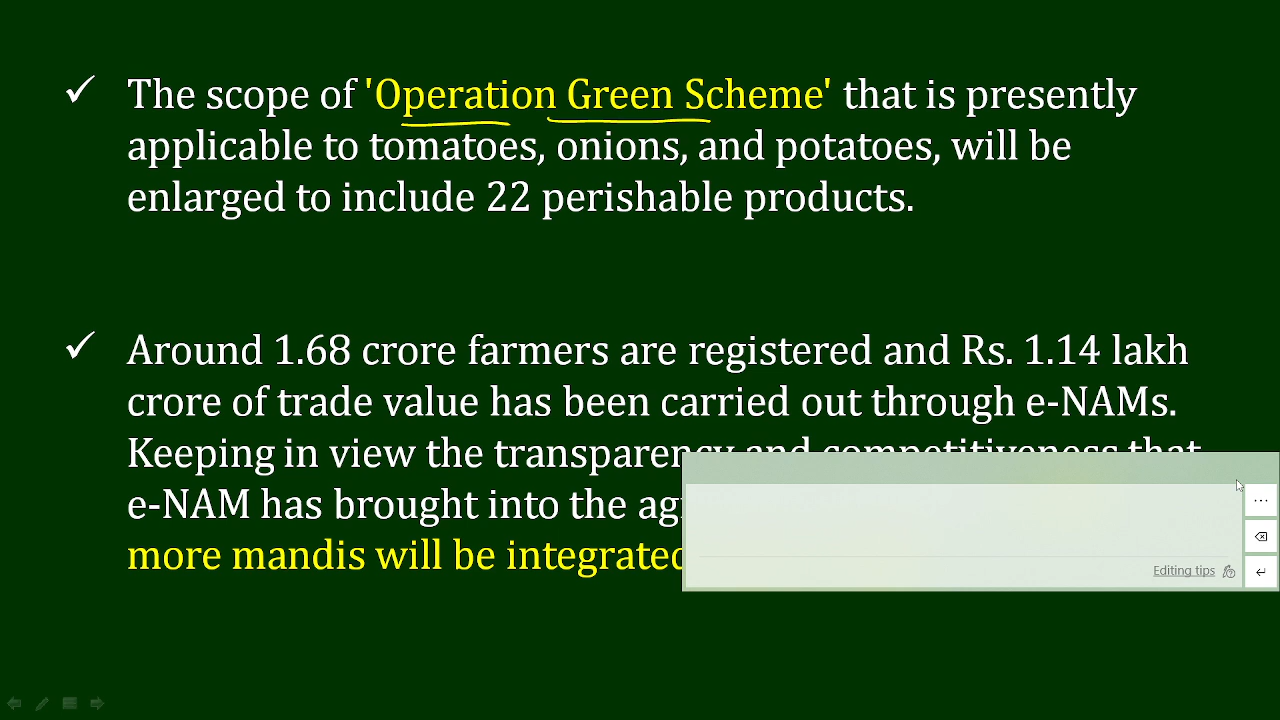 The scope of 'Operation Green Scheme' that is presently
applicable to tomatoes, onions, and potatoes, will be
enlarged to include 22 perishable products.
Around 1.68 crore farmers are registered and Rs. 1.14 lakh
crore of trade value has been carried out through e-NAMs.
Keeping in view the transparency and competitiveness that
e-NAM has brought into the
more mandis will be integrated
Editing tips